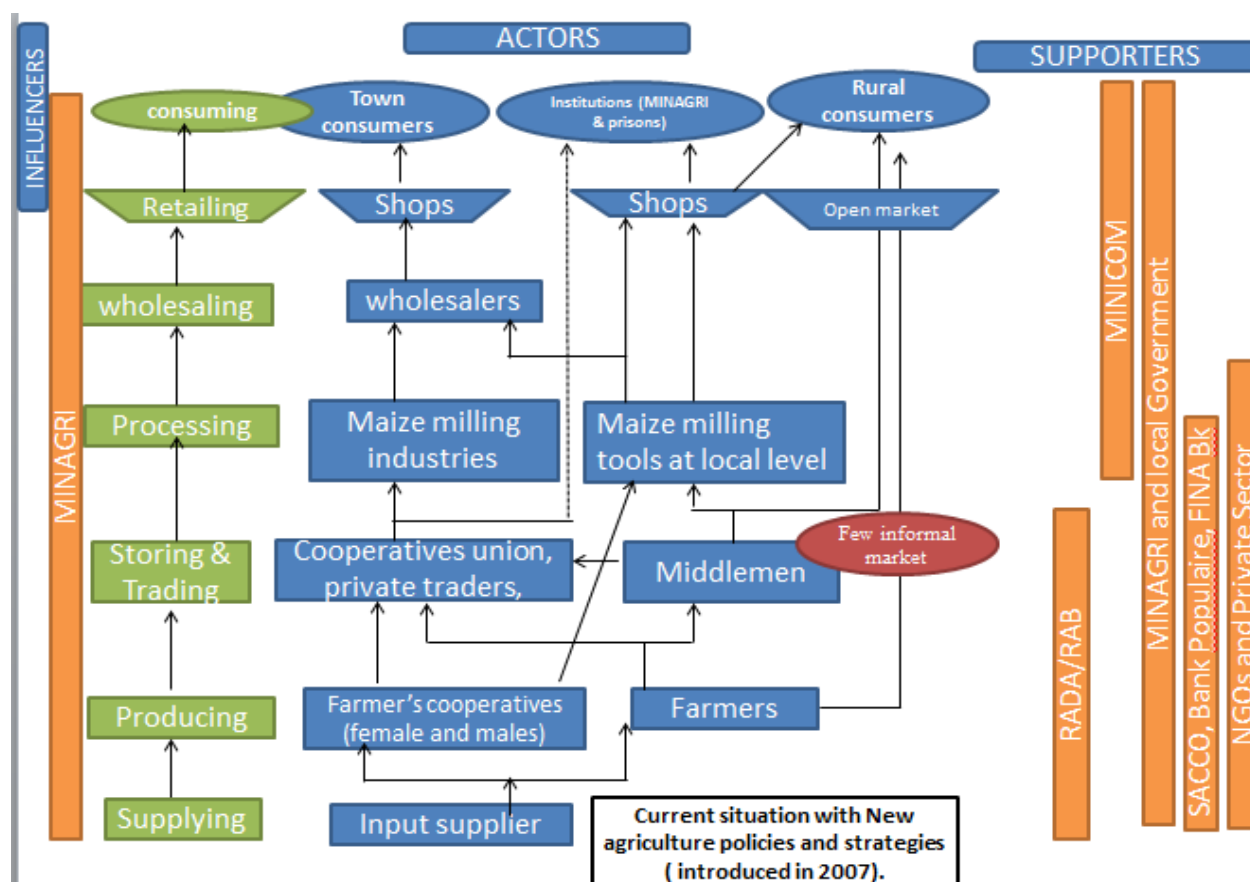 ACTORS
INFLUENCERS
SUPPORTERS
consuming
Town
consumers
Institutions (MINAGRI
& prisons)
Rural
consumers
Retailing
Shops
Shops
Open market
wholesaling
wholesalers
MINICOM
Processing
Maize milling
industries
Maize milling
tools at local level
MINAGRI
MINAGRI and local Government
Storing &
Trading
Cooperatives union,
private traders,
Middlemen
Few informal
market
RADA/RAB
SACCO, Bank Populaire, FINA Bk
NGOs and Private Sector
Producing
Farmer's cooperatives
(female and males)
Farmers
Supplying
Input supplier
Current situation with New
agriculture policies and strategies
( introduced in 2007).